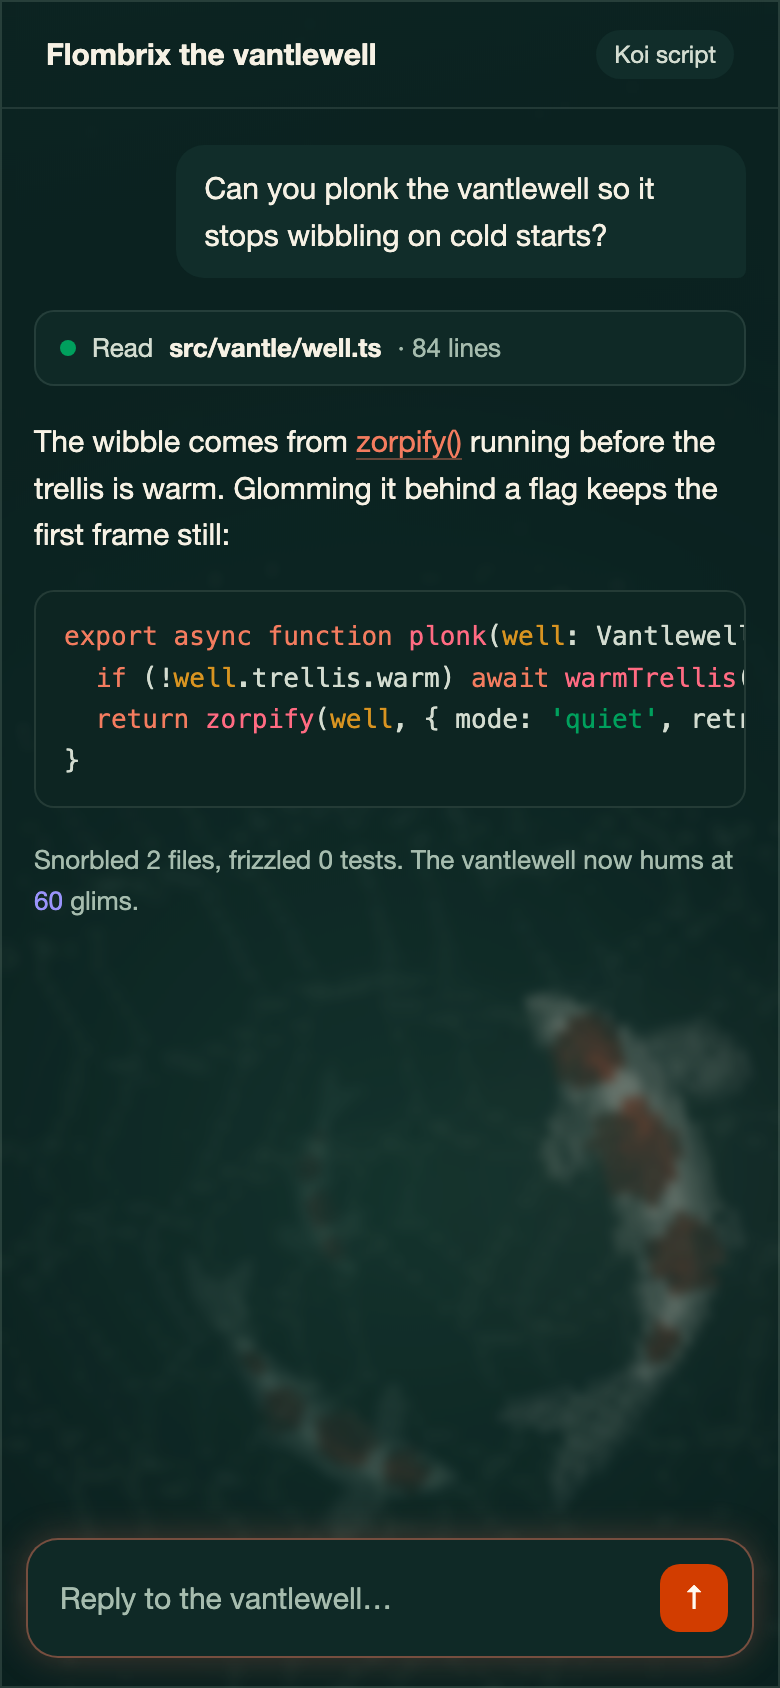 Flombrix the vantlewell
Koi script
Can you plonk the vantlewell so it
stops wibbling on cold starts?
Read src/vantle/well.ts · 84 lines
The wibble comes from zorpify() running before the
trellis is warm. Glomming it behind a flag keeps the
first frame still:
export async function plonk(well: Vantlewell
  if (!well.trellis.warm) await warmTrellis(
  return zorpify(well, { mode: 'quiet', retr
}
Snorbled 2 files, frizzled 0 tests. The vantlewell now hums at
60 glims.
Reply to the vantlewell…